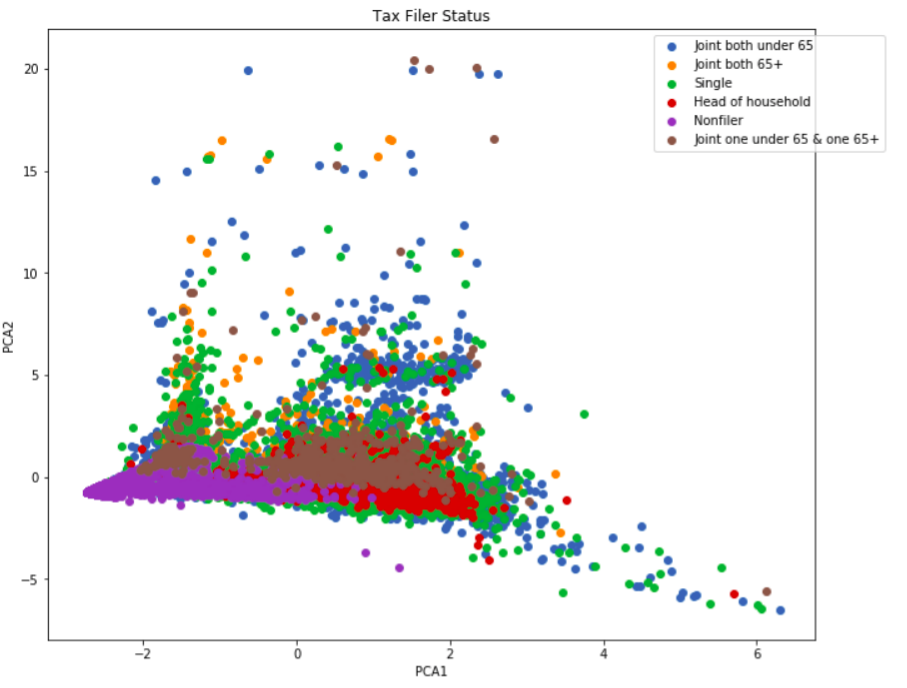 Tax Filer Status
Joint both under 65
Joint both 65+
Single
Head of household
Nonfiler
Joint one under 65 & one 65+
20
15
10
5
0
−5
PCA2
−2
0
2
4
6
PCA1